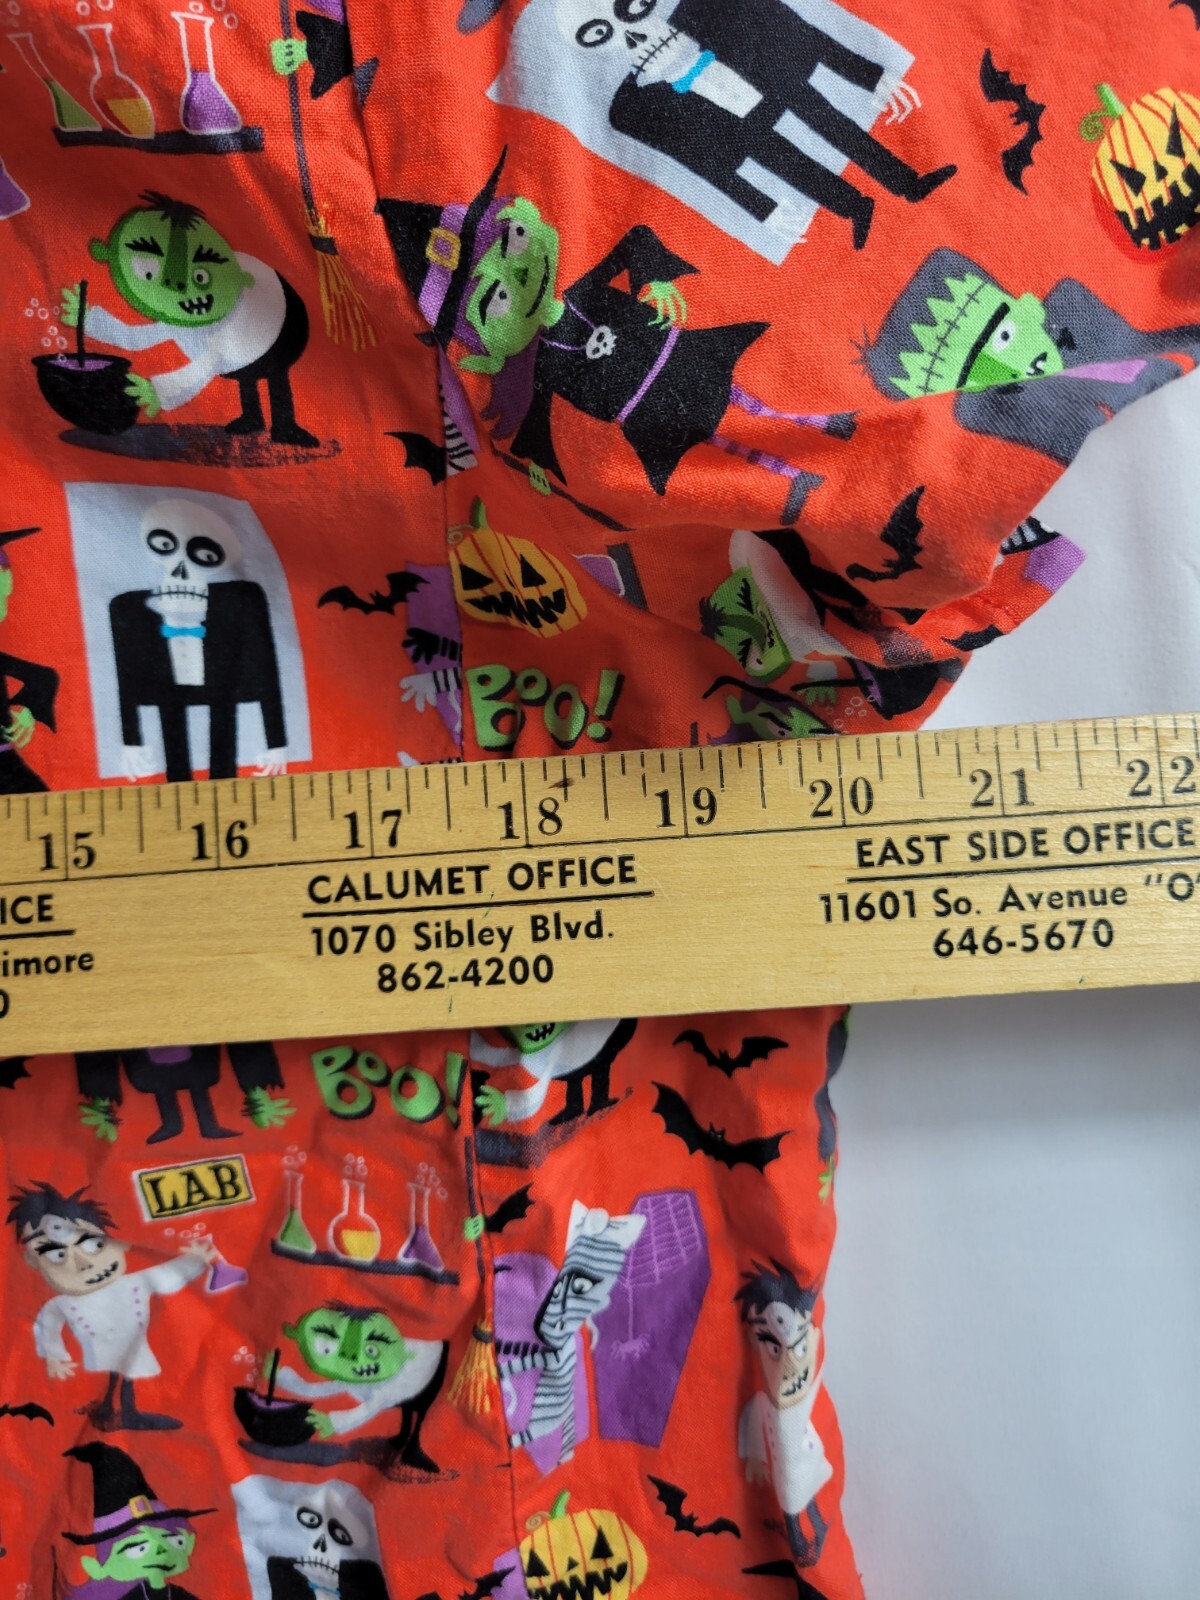 BOO!
15 16 17 18 19 20 21 22
ICE
imore
0
CALUMET OFFICE
1070 Sibley Blvd.
862-4200
EAST SIDE OFFICE
11601 So. Avenue "O"
646-5670
BOO!
LAB